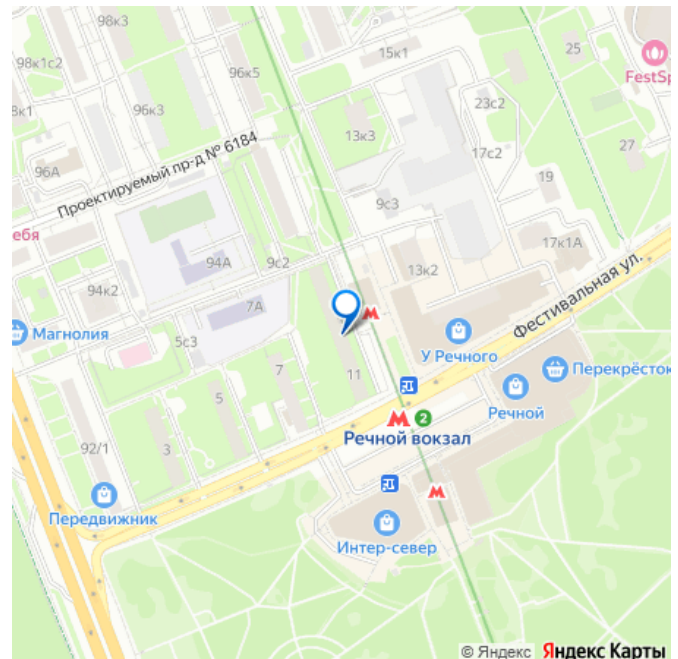 98к3
98к1с2
96к5
15к1
25
FestSp
8к1
96к3
23с2
13к3
17с2
27
96А
Проектируемый пр-д № 6184
19
9с3
ебя
94А
9с2
13к2
17к1А
94к2
7А
Фестивальная ул.
Магнолия
5с3
У Речного
7
11
Перекрёсток
5
Речной
2
Речной вокзал
92/1
3
Передвижник
Интер-север
© Яндекс Яндекс Карты